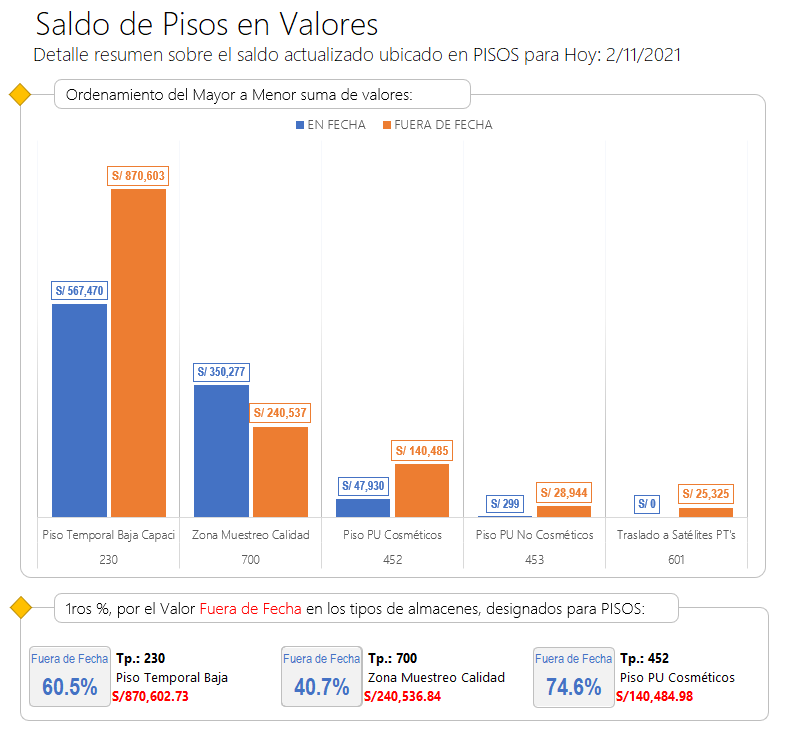 Saldo de Pisos en Valores
Detalle resumen sobre el saldo actualizado ubicado en PISOS para Hoy: 2/11/2021
Ordenamiento del Mayor a Menor suma de valores:
EN FECHA FUERA DE FECHA
S/ 870,603
S/ 567,470
S/ 350,277
S/ 240,537
S/ 140,485
S/ 47,930
S/ 299
S/ 28,944
S/ 0
S/ 25,325
Piso Temporal Baja Capaci Zona Muestreo Calidad Piso PU Cosméticos Piso PU No Cosméticos Traslado a Satélites PT's
230 700 452 453 601
1ros %, por el Valor Fuera de Fecha en los tipos de almacenes, designados para PISOS:
Fuera de Fecha
60.5%
Tp.: 230
Piso Temporal Baja
S/870,602.73
Fuera de Fecha
40.7%
Tp.: 700
Zona Muestreo Calidad
S/240,536.84
Fuera de Fecha
74.6%
Tp.: 452
Piso PU Cosméticos
S/140,484.98